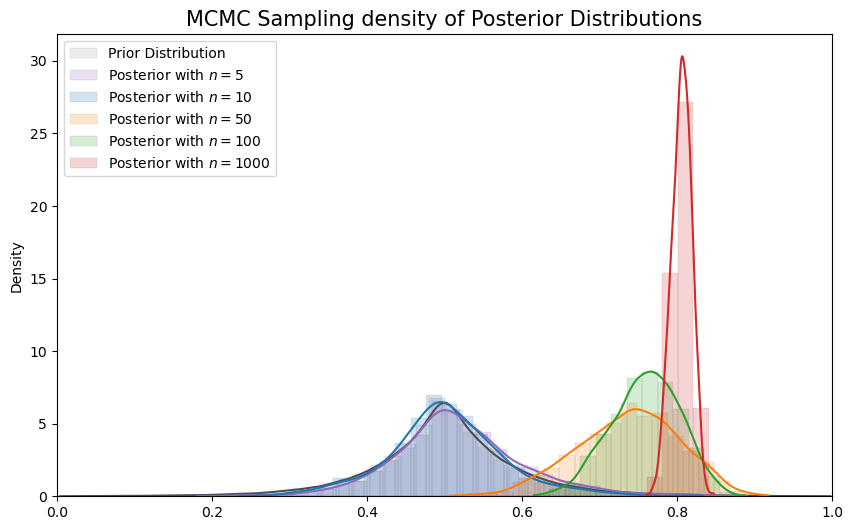 MCMC Sampling density of Posterior Distributions
Prior Distribution
Posterior with n = 5
Posterior with n = 10
Posterior with n = 50
Posterior with n = 100
Posterior with n = 1000
Density
30
25
20
15
10
5
0
0.0 0.2 0.4 0.6 0.8 1.0